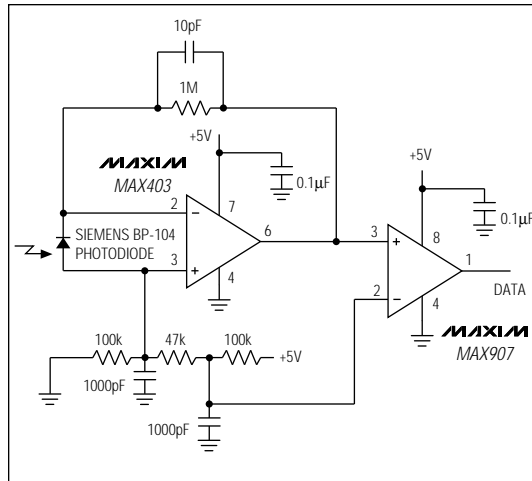 10pF
1M
+5V
MAXIM
MAX403
0.1µF
+5V
2
-
7
SIEMENS BP-104
PHOTODIODE
6
0.1µF
3
+
4
3
+
8
1
DATA
2
-
4
MAXIM
MAX907
100k
47k
100k
+5V
1000pF
1000pF